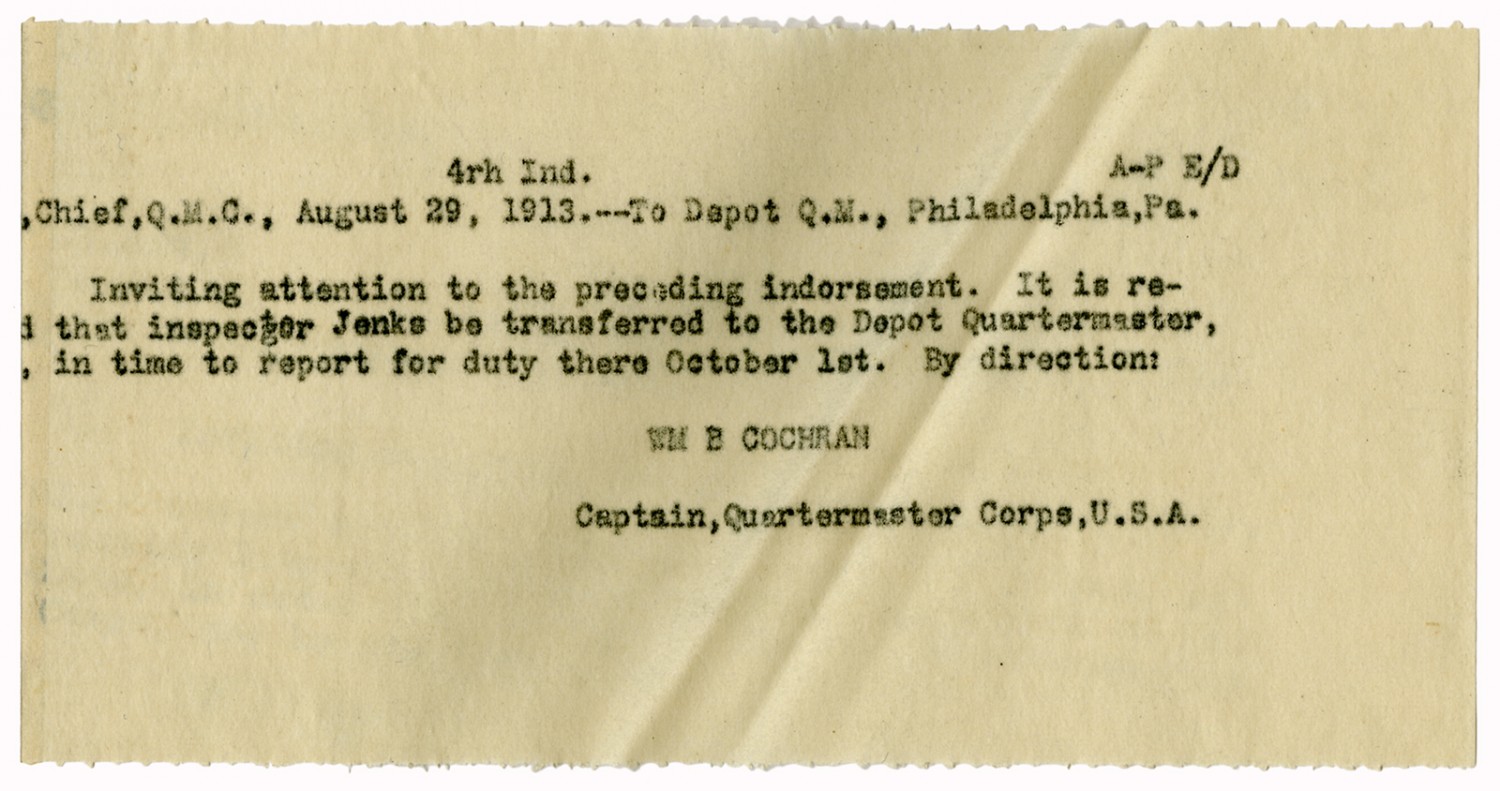 4rh Ind. A-P E/D
,Chief,Q.M.C., August 29, 1913.--To Depot Q.M., Philadelphia,Pa.
Inviting attention to the preceding indorsement. It is re-
d that inspector Jenks be transferred to the Depot Quartermaster,
, in time to report for duty there October 1st. By direction:
WM E COCHRAN
Captain,Quartermaster Corps,U.S.A.